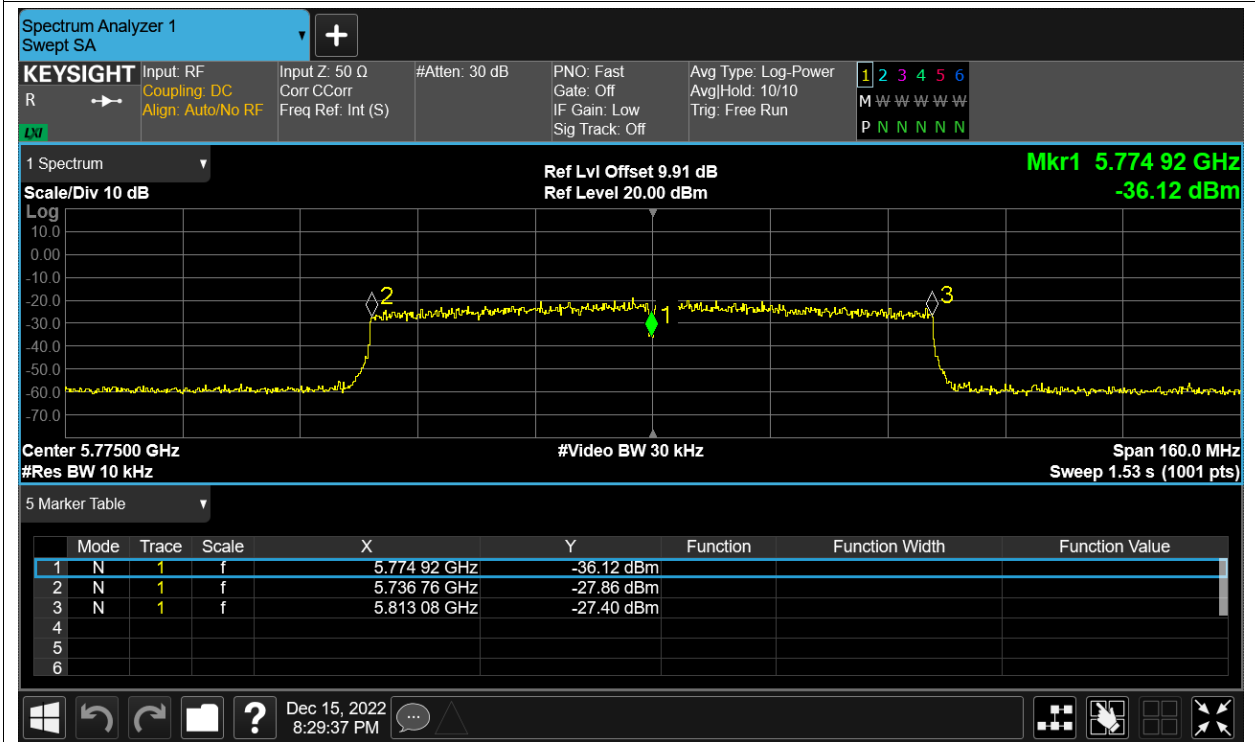 Spectrum Analyzer 1
Swept SA
KEYSIGHT
R
LXI
Input: RF
Coupling: DC
Align: Auto/No RF
Input Z: 50 Ω
Corr CCorr
Freq Ref: Int (S)
#Atten: 30 dB
PNO: Fast
Gate: Off
IF Gain: Low
Sig Track: Off
Avg Type: Log-Power
Avg|Hold: 10/10
Trig: Free Run
1 2 3 4 5 6
M W W W W W
P N N N N N
1 Spectrum
Scale/Div 10 dB
Ref Lvl Offset 9.91 dB
Ref Level 20.00 dBm
Mkr1 5.774 92 GHz
-36.12 dBm
Log
10.0
0.00
-10.0
-20.0
-30.0
-40.0
-50.0
-60.0
-70.0
2
1
3
Center 5.77500 GHz
#Res BW 10 kHz
#Video BW 30 kHz
Span 160.0 MHz
Sweep 1.53 s (1001 pts)
5 Marker Table
Mode Trace Scale X Y Function Function Width Function Value
1 N 1 f 5.774 92 GHz -36.12 dBm
2 N 1 f 5.736 76 GHz -27.86 dBm
3 N 1 f 5.813 08 GHz -27.40 dBm
4
5
6
?
Dec 15, 2022
8:29:37 PM